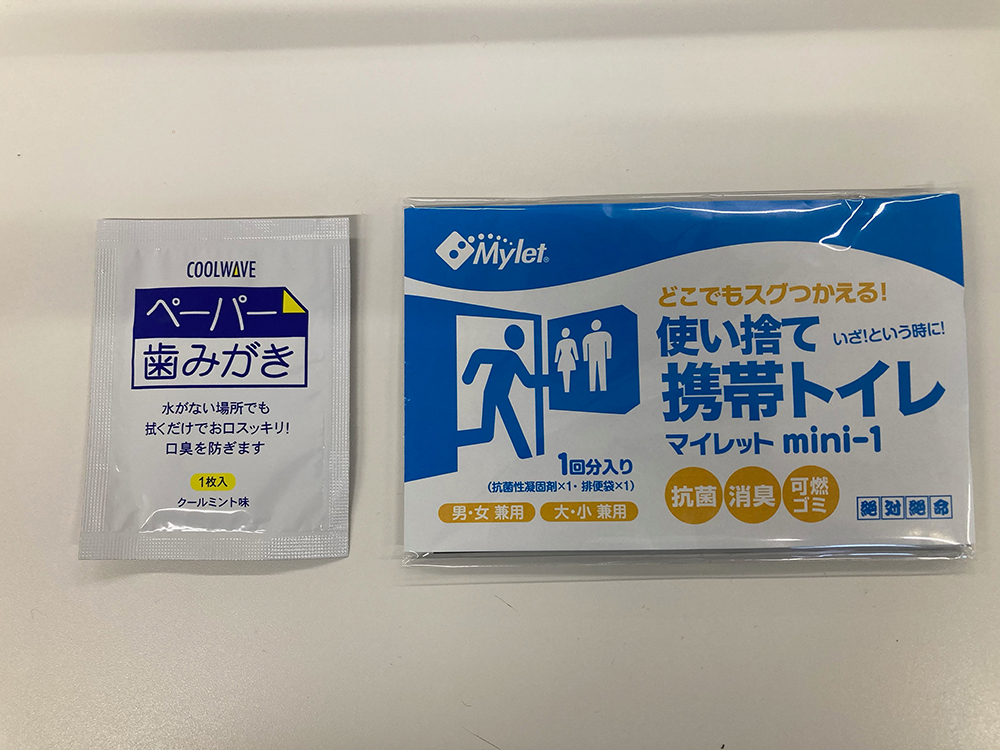 COOLWAVE
ペーパー
歯みがき
水がない場所でも
拭くだけでお口スッキリ!
口臭を防ぎます
1枚入
クールミント味
Mylet®
どこでもスグつかえる!
使い捨て いざ!という時に!
携帯トイレ
マイレット mini-1
1回分入り
(抗菌性凝固剤×1・排便袋×1)
男・女 兼用 大・小 兼用
抗菌 消臭 可燃
ゴミ
絶対絶命